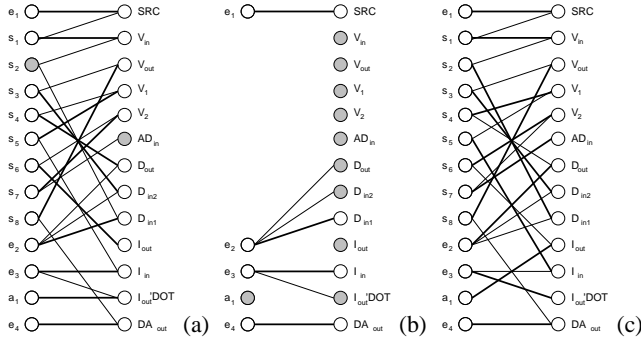 e1 SRC e1 SRC e1 SRC
s1 Vin Vin s1 Vin
s2 Vout Vout s2 Vout
s3 V1 V1 s3 V1
s4 V2 V2 s4 V2
s5 ADin ADin s5 ADin
s6 Dout Dout s6 Dout
s7 Din2 Din2 s7 Din2
s8 Din1 Din1 s8 Din1
e2 Iout e2 Iout e2 Iout
e3 Iin e3 Iin e3 Iin
a1 Iout'DOT a1 Iout'DOT a1 Iout'DOT
e4 DAout (a) e4 DAout (b) e4 DAout (c)